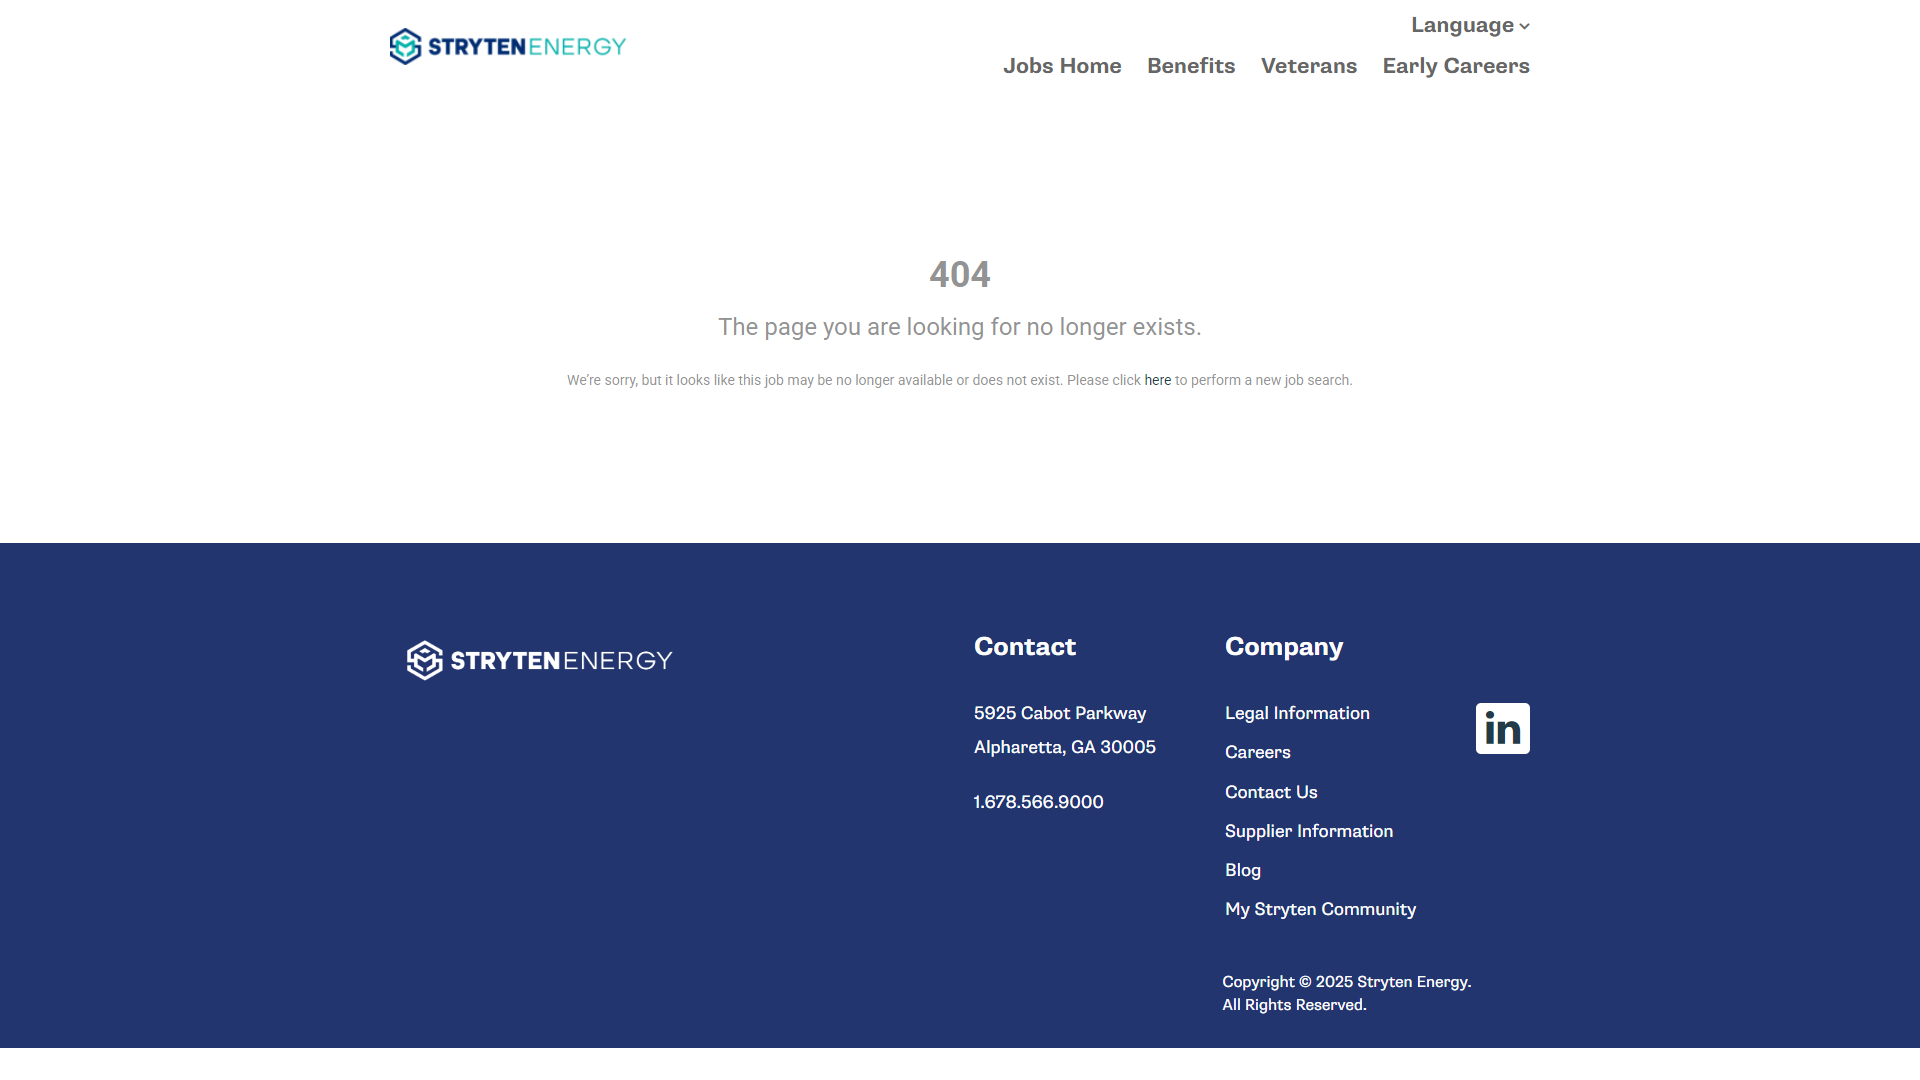 STRYTEN ENERGY
Language
Jobs Home Benefits Veterans Early Careers
404
The page you are looking for no longer exists.
We're sorry, but it looks like this job may be no longer available or does not exist. Please click here to perform a new job search.
STRYTEN ENERGY
Contact
5925 Cabot Parkway
Alpharetta, GA 30005
1.678.566.9000
Company
Legal Information
Careers
Contact Us
Supplier Information
Blog
My Stryten Community
in
Copyright © 2025 Stryten Energy.
All Rights Reserved.